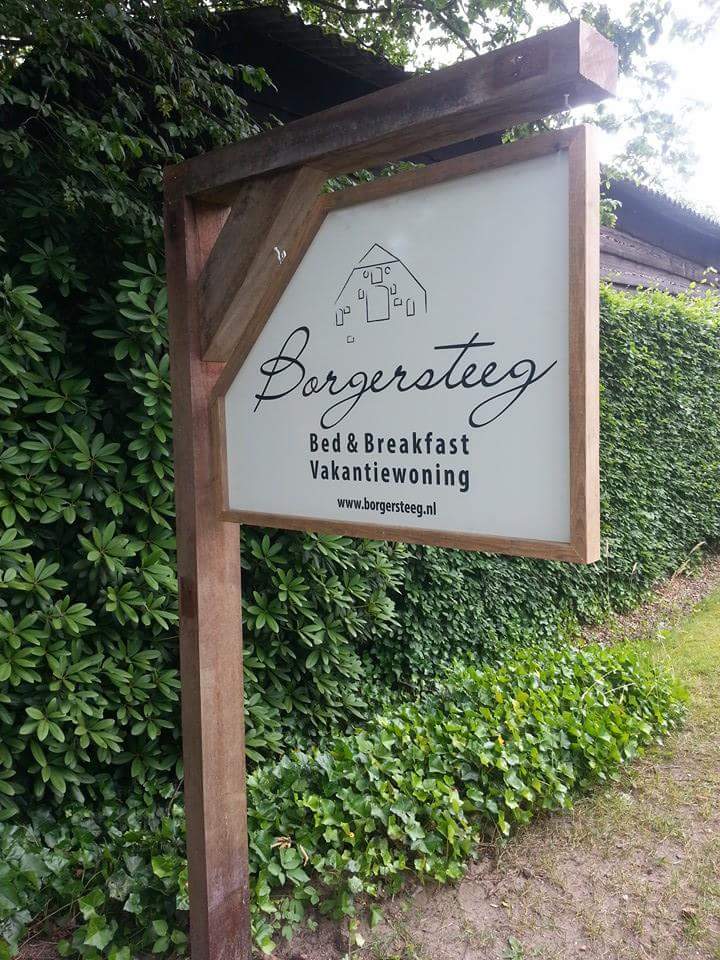 Borgersteeg
Bed & Breakfast
Vakantiewoning
www.borgersteeg.nl